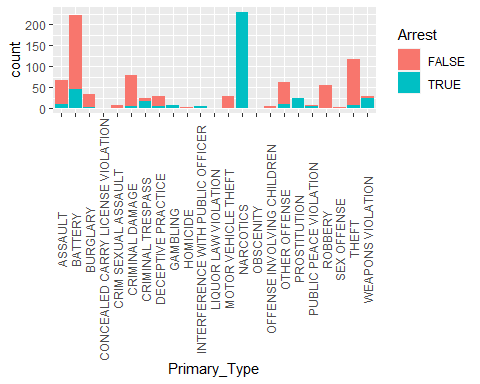 count
200
150
100
50
0
ASSAULT
BATTERY
BURGLARY
CONCEALED CARRY LICENSE VIOLATION
CRIM SEXUAL ASSAULT
CRIMINAL DAMAGE
CRIMINAL TRESPASS
DECEPTIVE PRACTICE
GAMBLING
HOMICIDE
INTERFERENCE WITH PUBLIC OFFICER
LIQUOR LAW VIOLATION
MOTOR VEHICLE THEFT
NARCOTICS
OBSCENITY
OFFENSE INVOLVING CHILDREN
OTHER OFFENSE
PROSTITUTION
PUBLIC PEACE VIOLATION
ROBBERY
SEX OFFENSE
THEFT
WEAPONS VIOLATION
Primary_Type
Arrest
FALSE
TRUE